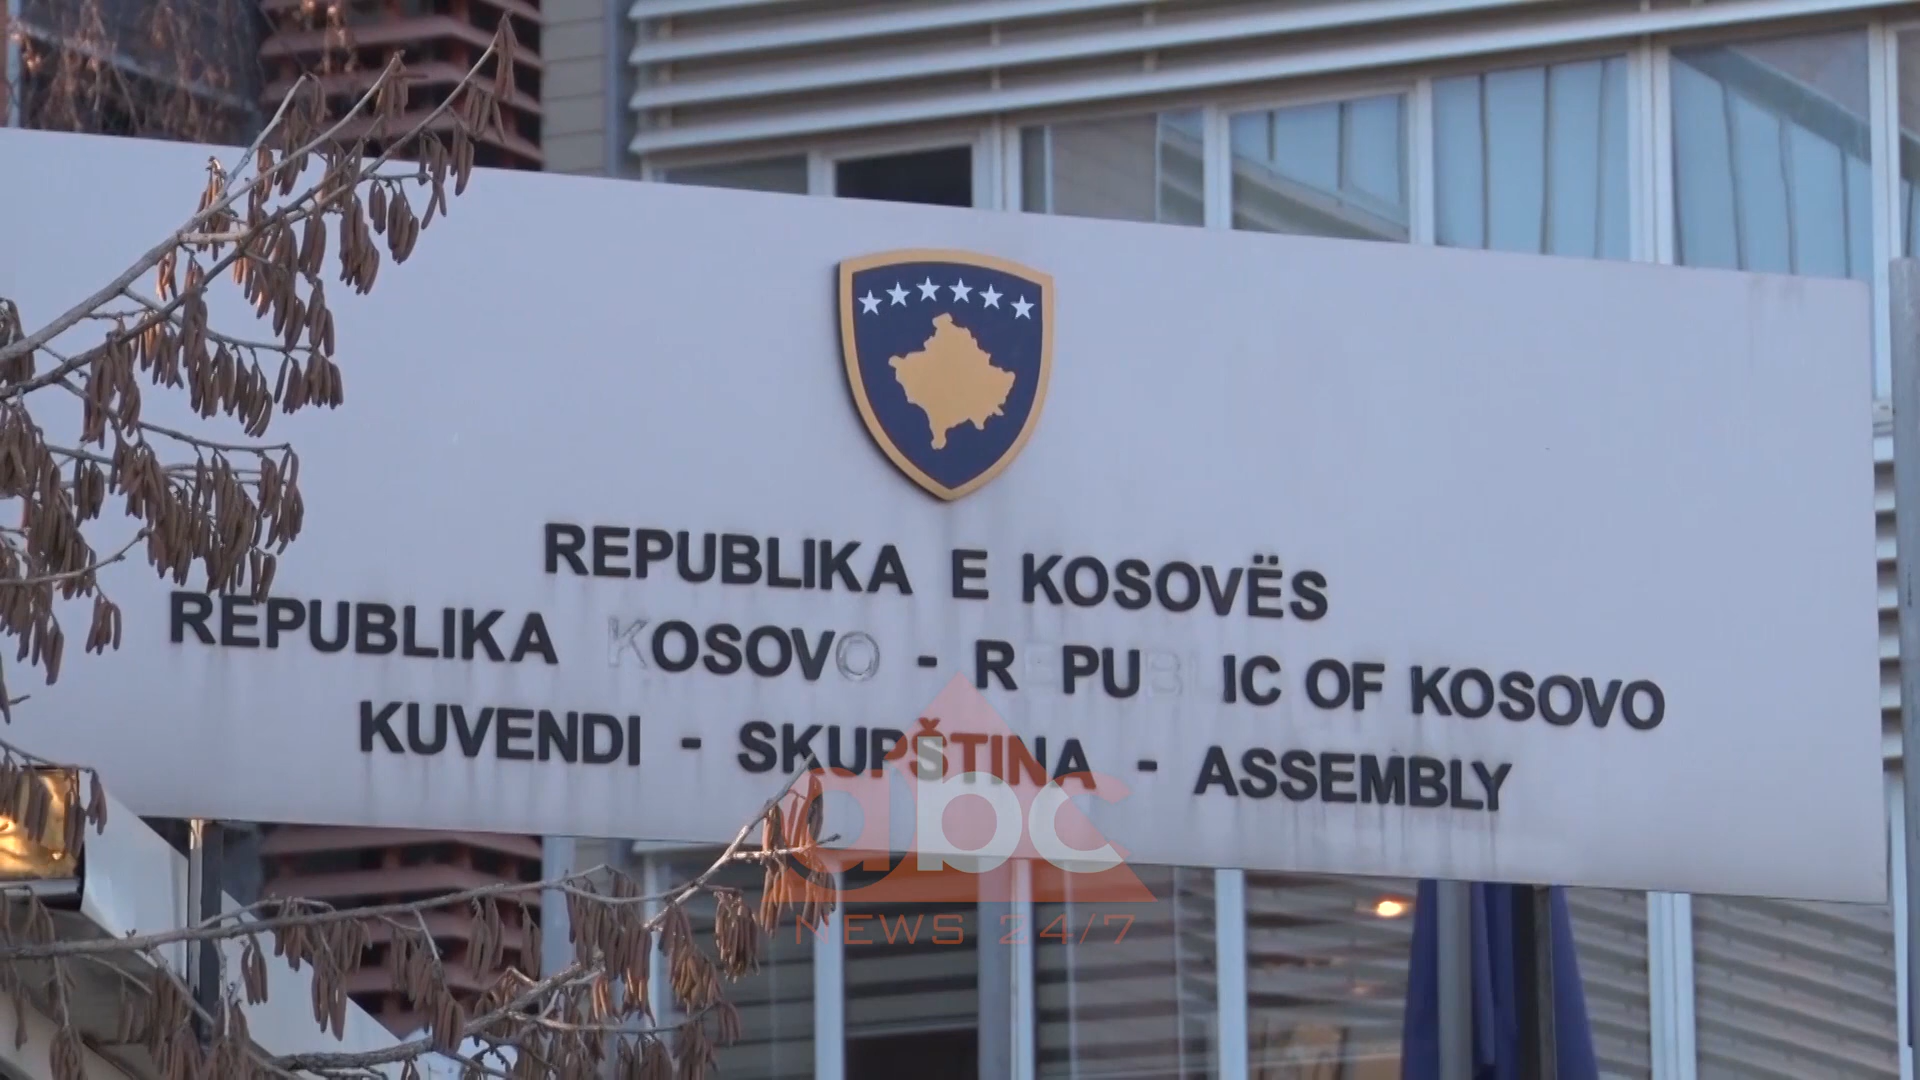 REPUBLIKA E KOSOVËS
REPUBLIKA KOSOVO - REPUBLIC OF KOSOVO
KUVENDI - SKUPŠTINA - ASSEMBLY
abc
NEWS 24/7